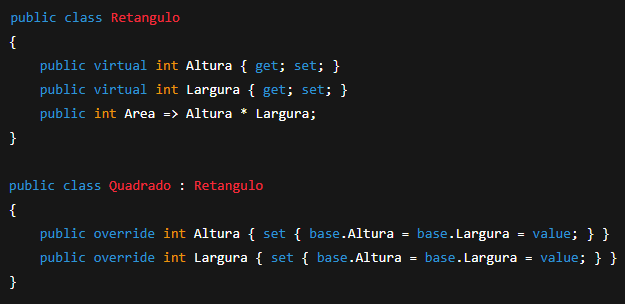 public class Retangulo
{
    public virtual int Altura { get; set; }
    public virtual int Largura { get; set; }
    public int Area => Altura * Largura;
}

public class Quadrado : Retangulo
{
    public override int Altura { set { base.Altura = base.Largura = value; } }
    public override int Largura { set { base.Altura = base.Largura = value; } }
}